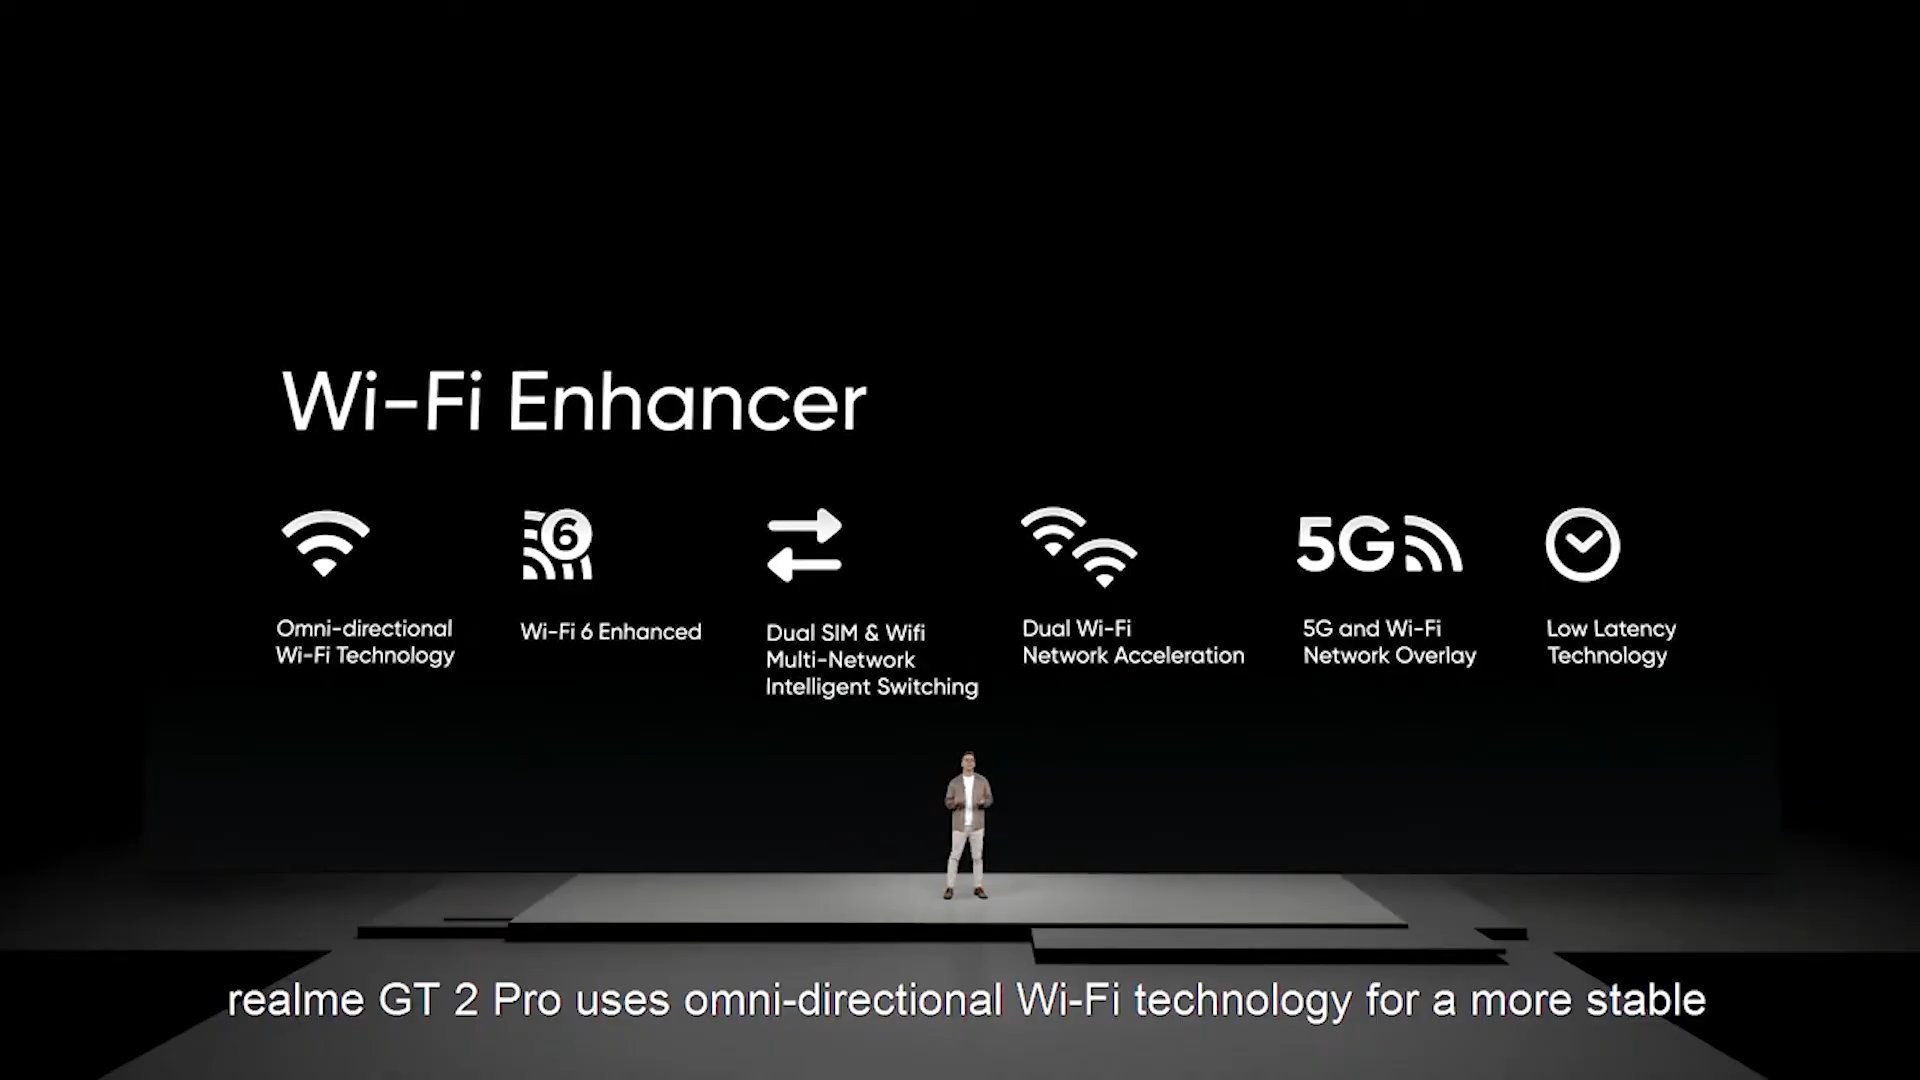 Wi-Fi Enhancer
6
5G
Omni-directional
Wi-Fi Technology
Wi-Fi 6 Enhanced
Dual SIM & Wifi
Multi-Network
Intelligent Switching
Dual Wi-Fi
Network Acceleration
5G and Wi-Fi
Network Overlay
Low Latency
Technology
realme GT 2 Pro uses omni-directional Wi-Fi technology for a more stable